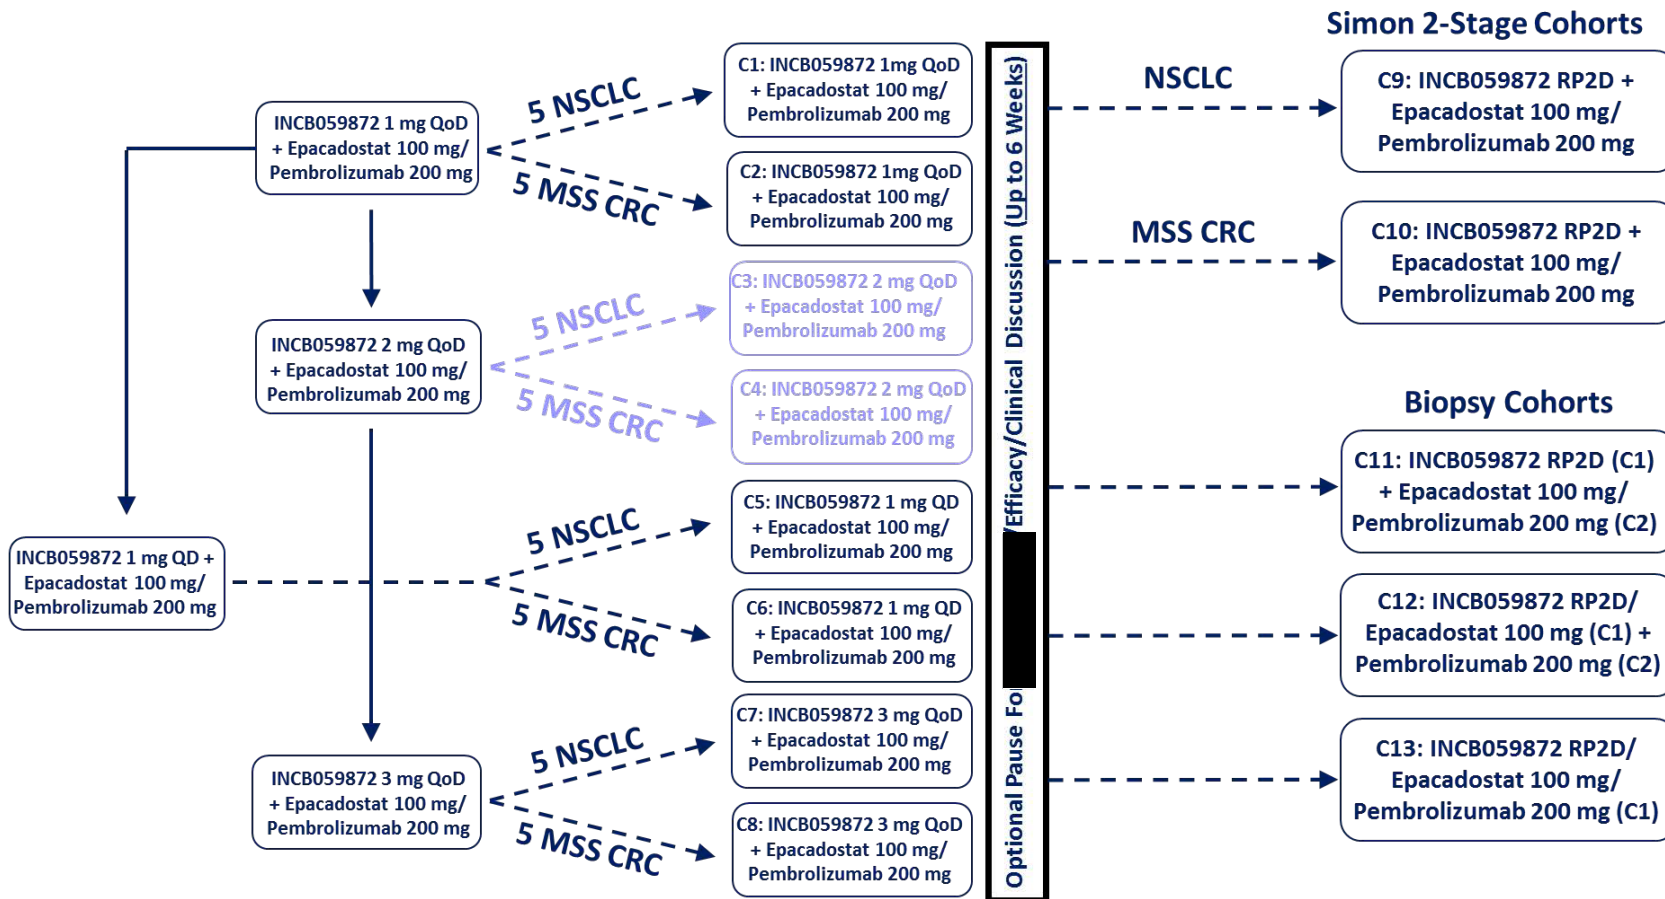 INCB059872 1 mg QoD
+ Epacadostat 100 mg/
Pembrolizumab 200 mg
INCB059872 2 mg QoD
+ Epacadostat 100 mg/
Pembrolizumab 200 mg
INCB059872 1 mg QD +
Epacadostat 100 mg/
Pembrolizumab 200 mg
INCB059872 3 mg QoD
+ Epacadostat 100 mg/
Pembrolizumab 200 mg
5 NSCLC
5 MSS CRC
5 NSCLC
5 MSS CRC
5 NSCLC
5 MSS CRC
5 NSCLC
5 MSS CRC
C1: INCB059872 1mg QoD
+ Epacadostat 100 mg/
Pembrolizumab 200 mg
C2: INCB059872 1mg QoD
+ Epacadostat 100 mg/
Pembrolizumab 200 mg
C3: INCB059872 2 mg QoD
+ Epacadostat 100 mg/
Pembrolizumab 200 mg
C4: INCB059872 2 mg QoD
+ Epacadostat 100 mg/
Pembrolizumab 200 mg
C5: INCB059872 1 mg QD
+ Epacadostat 100 mg/
Pembrolizumab 200 mg
C6: INCB059872 1 mg QD
+ Epacadostat 100 mg/
Pembrolizumab 200 mg
C7: INCB059872 3 mg QoD
+ Epacadostat 100 mg/
Pembrolizumab 200 mg
C8: INCB059872 3 mg QoD
+ Epacadostat 100 mg/
Pembrolizumab 200 mg
Optional Pause /Efficacy/Clinical Discussion (Up to 6 Weeks)
NSCLC
MSS CRC
Simon 2-Stage Cohorts
C9: INCB059872 RP2D +
Epacadostat 100 mg/
Pembrolizumab 200 mg
C10: INCB059872 RP2D +
Epacadostat 100 mg/
Pembrolizumab 200 mg
Biopsy Cohorts
C11: INCB059872 RP2D (C1)
+ Epacadostat 100 mg/
Pembrolizumab 200 mg (C2)
C12: INCB059872 RP2D/
Epacadostat 100 mg (C1) +
Pembrolizumab 200 mg (C2)
C13: INCB059872 RP2D/
Epacadostat 100 mg/
Pembrolizumab 200 mg (C1)